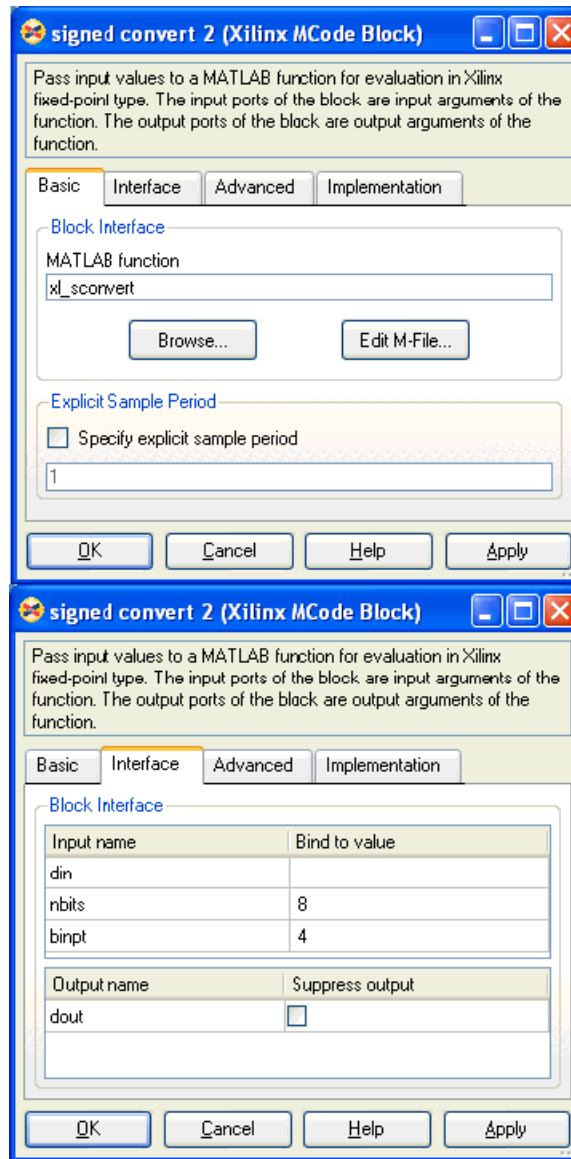 signed convert 2 (Xilinx MCode Block)
Pass input values to a MATLAB function for evaluation in Xilinx
fixed-point type. The input ports of the block are input arguments of the
function. The output ports of the block are output arguments of the
function.
Basic Interface Advanced Implementation
Block Interface
MATLAB function
xl_sconvert
Browse... Edit M-File...
Explicit Sample Period
Specify explicit sample period
1
OK Cancel Help Apply
signed convert 2 (Xilinx MCode Block)
Pass input values to a MATLAB function for evaluation in Xilinx
fixed-point type. The input ports of the block are input arguments of the
function. The output ports of the block are output arguments of the
function.
Basic Interface Advanced Implementation
Block Interface
Input name Bind to value
din
nbits 8
binpt 4
Output name Suppress output
dout
OK Cancel Help Apply